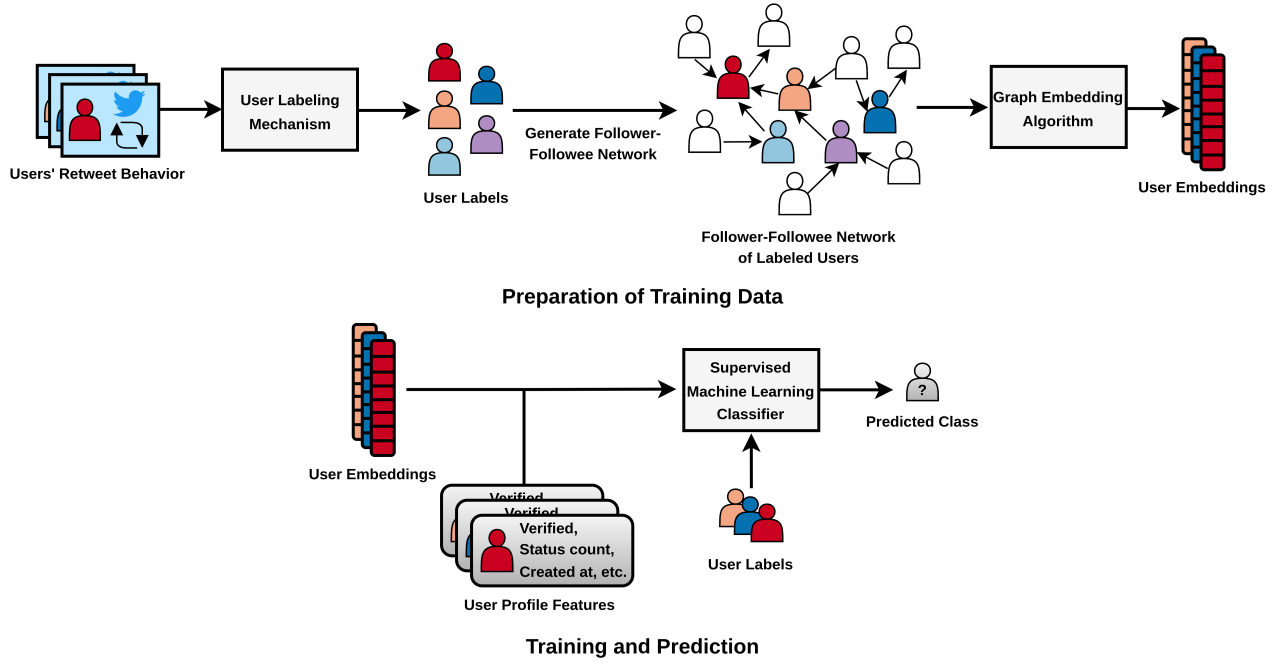 Users' Retweet Behavior
User Labeling
Mechanism
User Labels
Generate Follower-
Followee Network
Follower-Followee Network
of Labeled Users
Graph Embedding
Algorithm
User Embeddings
Preparation of Training Data
User Embeddings
Verified
Verified
Verified,
Status count,
Created at, etc.
User Profile Features
Supervised
Machine Learning
Classifier
User Labels
?
Predicted Class
Training and Prediction